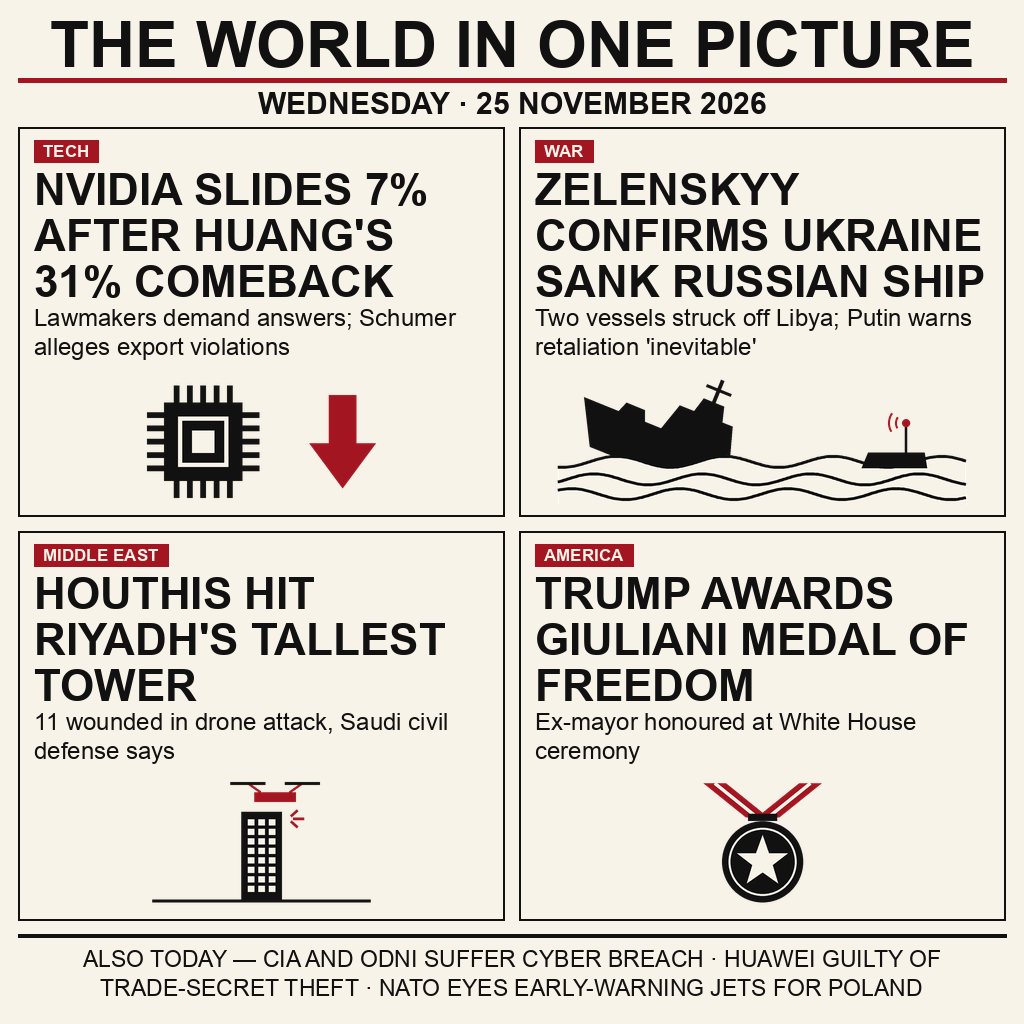 THE WORLD IN ONE PICTURE
WEDNESDAY · 25 NOVEMBER 2026
TECH
NVIDIA SLIDES 7%
AFTER HUANG'S
31% COMEBACK
Lawmakers demand answers; Schumer
alleges export violations
WAR
ZELENSKYY
CONFIRMS UKRAINE
SANK RUSSIAN SHIP
Two vessels struck off Libya; Putin warns
retaliation 'inevitable'
MIDDLE EAST
HOUTHIS HIT
RIYADH'S TALLEST
TOWER
11 wounded in drone attack, Saudi civil
defense says
AMERICA
TRUMP AWARDS
GIULIANI MEDAL OF
FREEDOM
Ex-mayor honoured at White House
ceremony
ALSO TODAY — CIA AND ODNI SUFFER CYBER BREACH · HUAWEI GUILTY OF
TRADE-SECRET THEFT · NATO EYES EARLY-WARNING JETS FOR POLAND